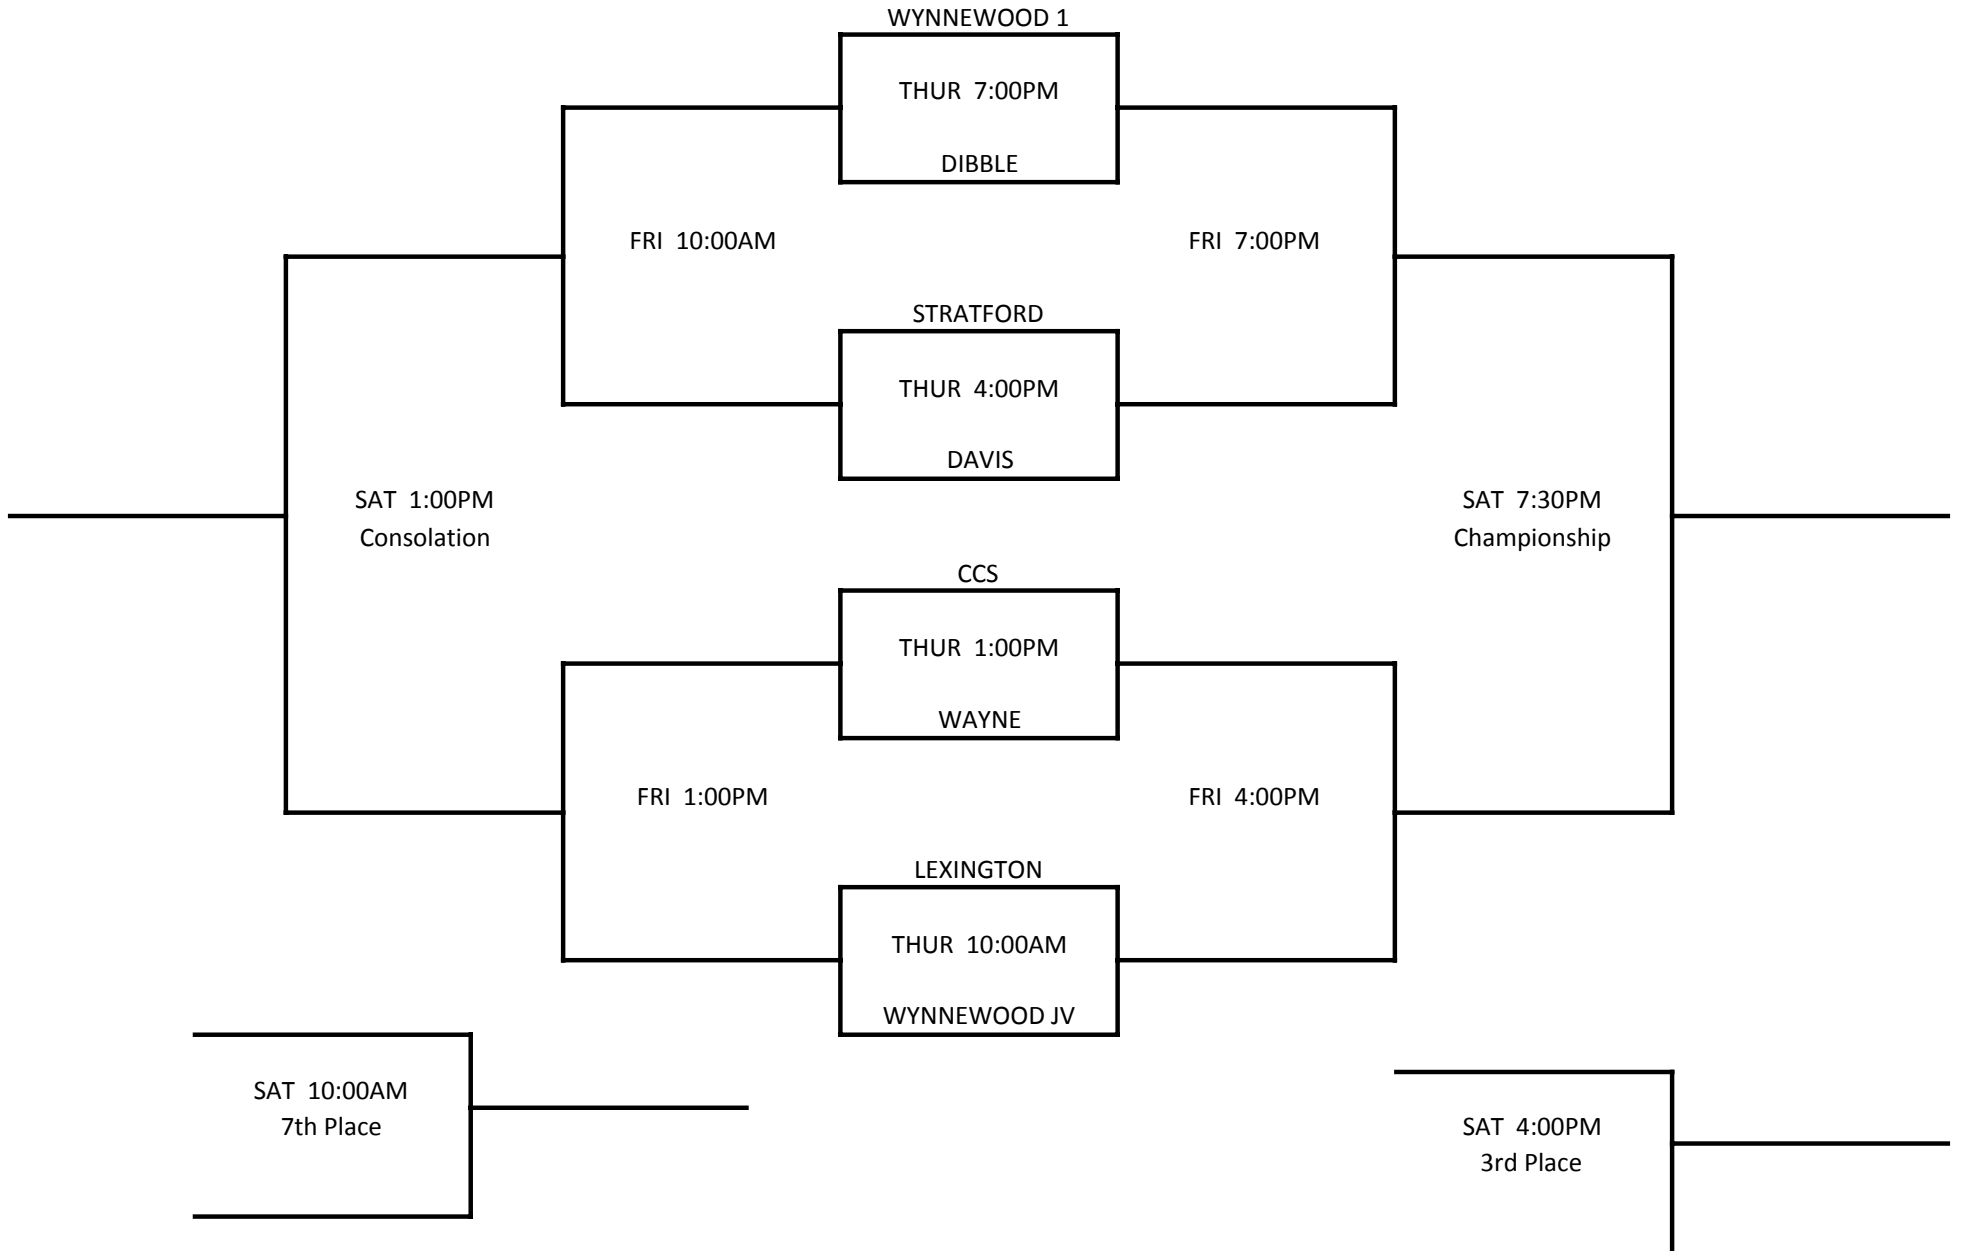 WYNNEWOOD 1
THUR 7:00PM
DIBBLE
FRI 10:00AM
FRI 7:00PM
STRATFORD
THUR 4:00PM
DAVIS
SAT 1:00PM
Consolation
SAT 7:30PM
Championship
CCS
THUR 1:00PM
WAYNE
FRI 1:00PM
FRI 4:00PM
LEXINGTON
THUR 10:00AM
WYNNEWOOD JV
SAT 10:00AM
7th Place
SAT 4:00PM
3rd Place